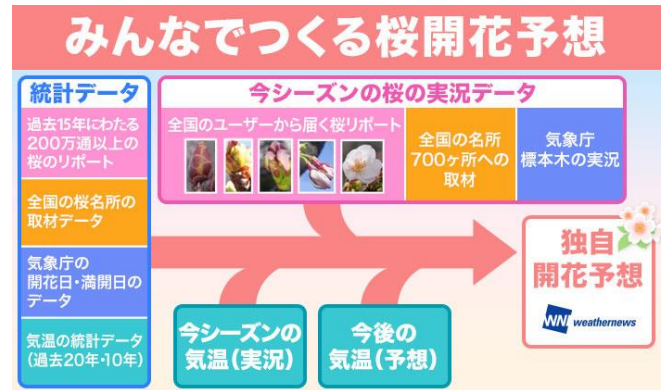 みんなでつくる桜開花予想
統計データ
過去15年にわたる
200万通以上の
桜のリポート
全国の桜名所の
取材データ
気象庁の
開花日・満開日の
データ
気温の統計データ
(過去20年・10年)
今シーズンの桜の実況データ
全国のユーザーから届く桜リポート
全国の名所
700ヶ所への
取材
気象庁
標本木の実況
今シーズンの
気温(実況)
今後の
気温(予想)
独自
開花予想
WNI weathernews